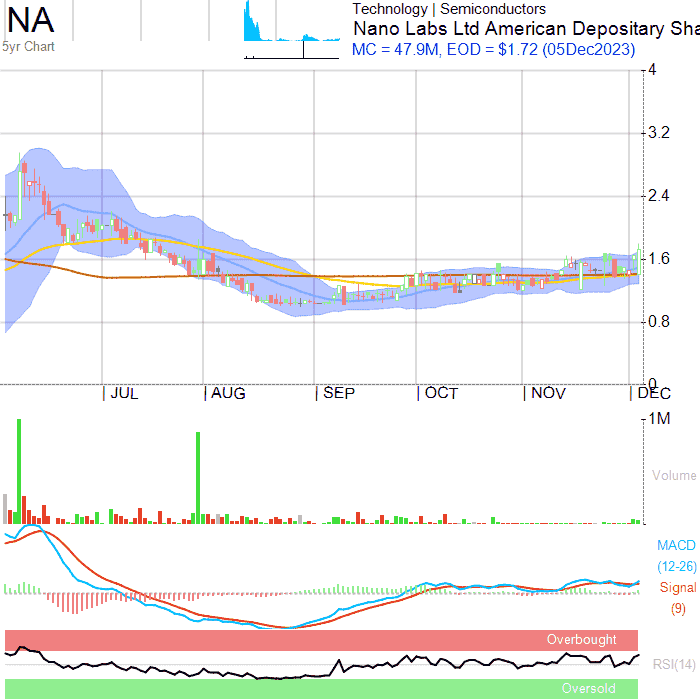 NA
5yr Chart
Technology | Semiconductors
Nano Labs Ltd American Depositary Sha
MC = 47.9M, EOD = $1.72 (05Dec2023)
4
3.2
2.4
1.6
0.8
0
JUL AUG SEP OCT NOV DEC
1M
Volume
MACD
(12-26)
Signal
(9)
Overbought
RSI(14)
Oversold